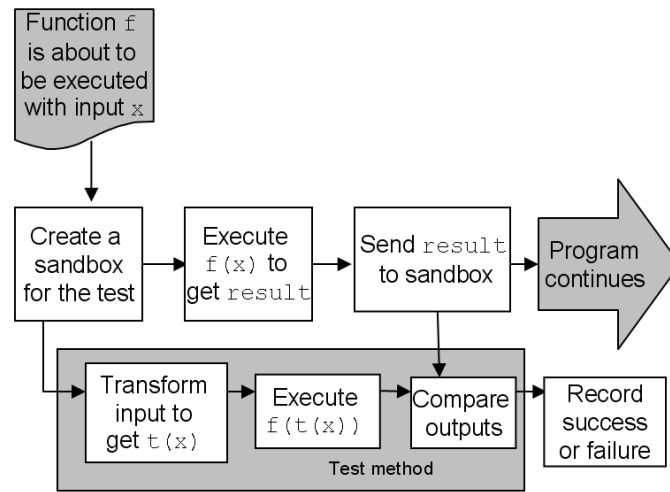 Function f
is about to
be executed
with input x
Create a
sandbox
for the test
Execute
f(x) to
get result
Send result
to sandbox
Program
continues
Transform
input to
get t(x)
Execute
f(t(x))
Compare
outputs
Record
success
or failure
Test method